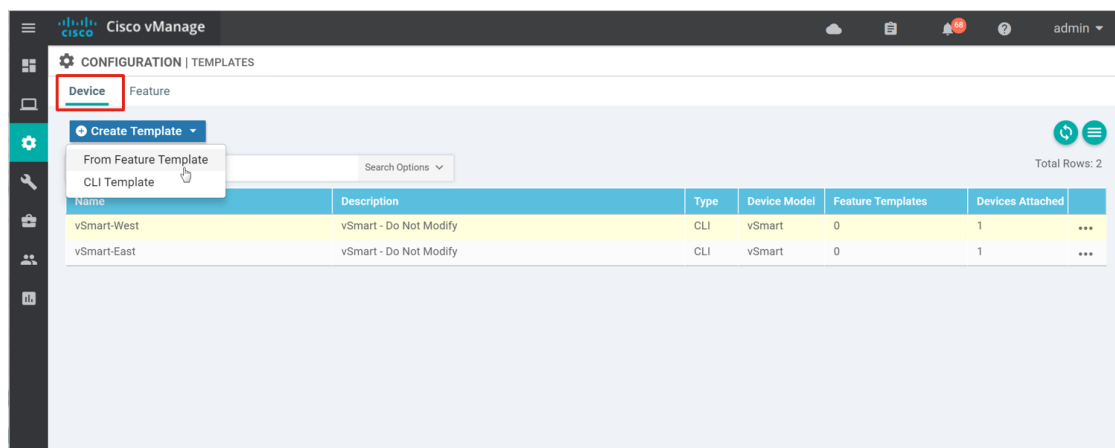 cisco Cisco vManage 68 admin
CONFIGURATION | TEMPLATES
Device Feature
Create Template
From Feature Template
Search Options
Total Rows: 2
CLI Template
Name Description Type Device Model Feature Templates Devices Attached
vSmart-West vSmart - Do Not Modify CLI vSmart 0 1 •••
vSmart-East vSmart - Do Not Modify CLI vSmart 0 1 •••